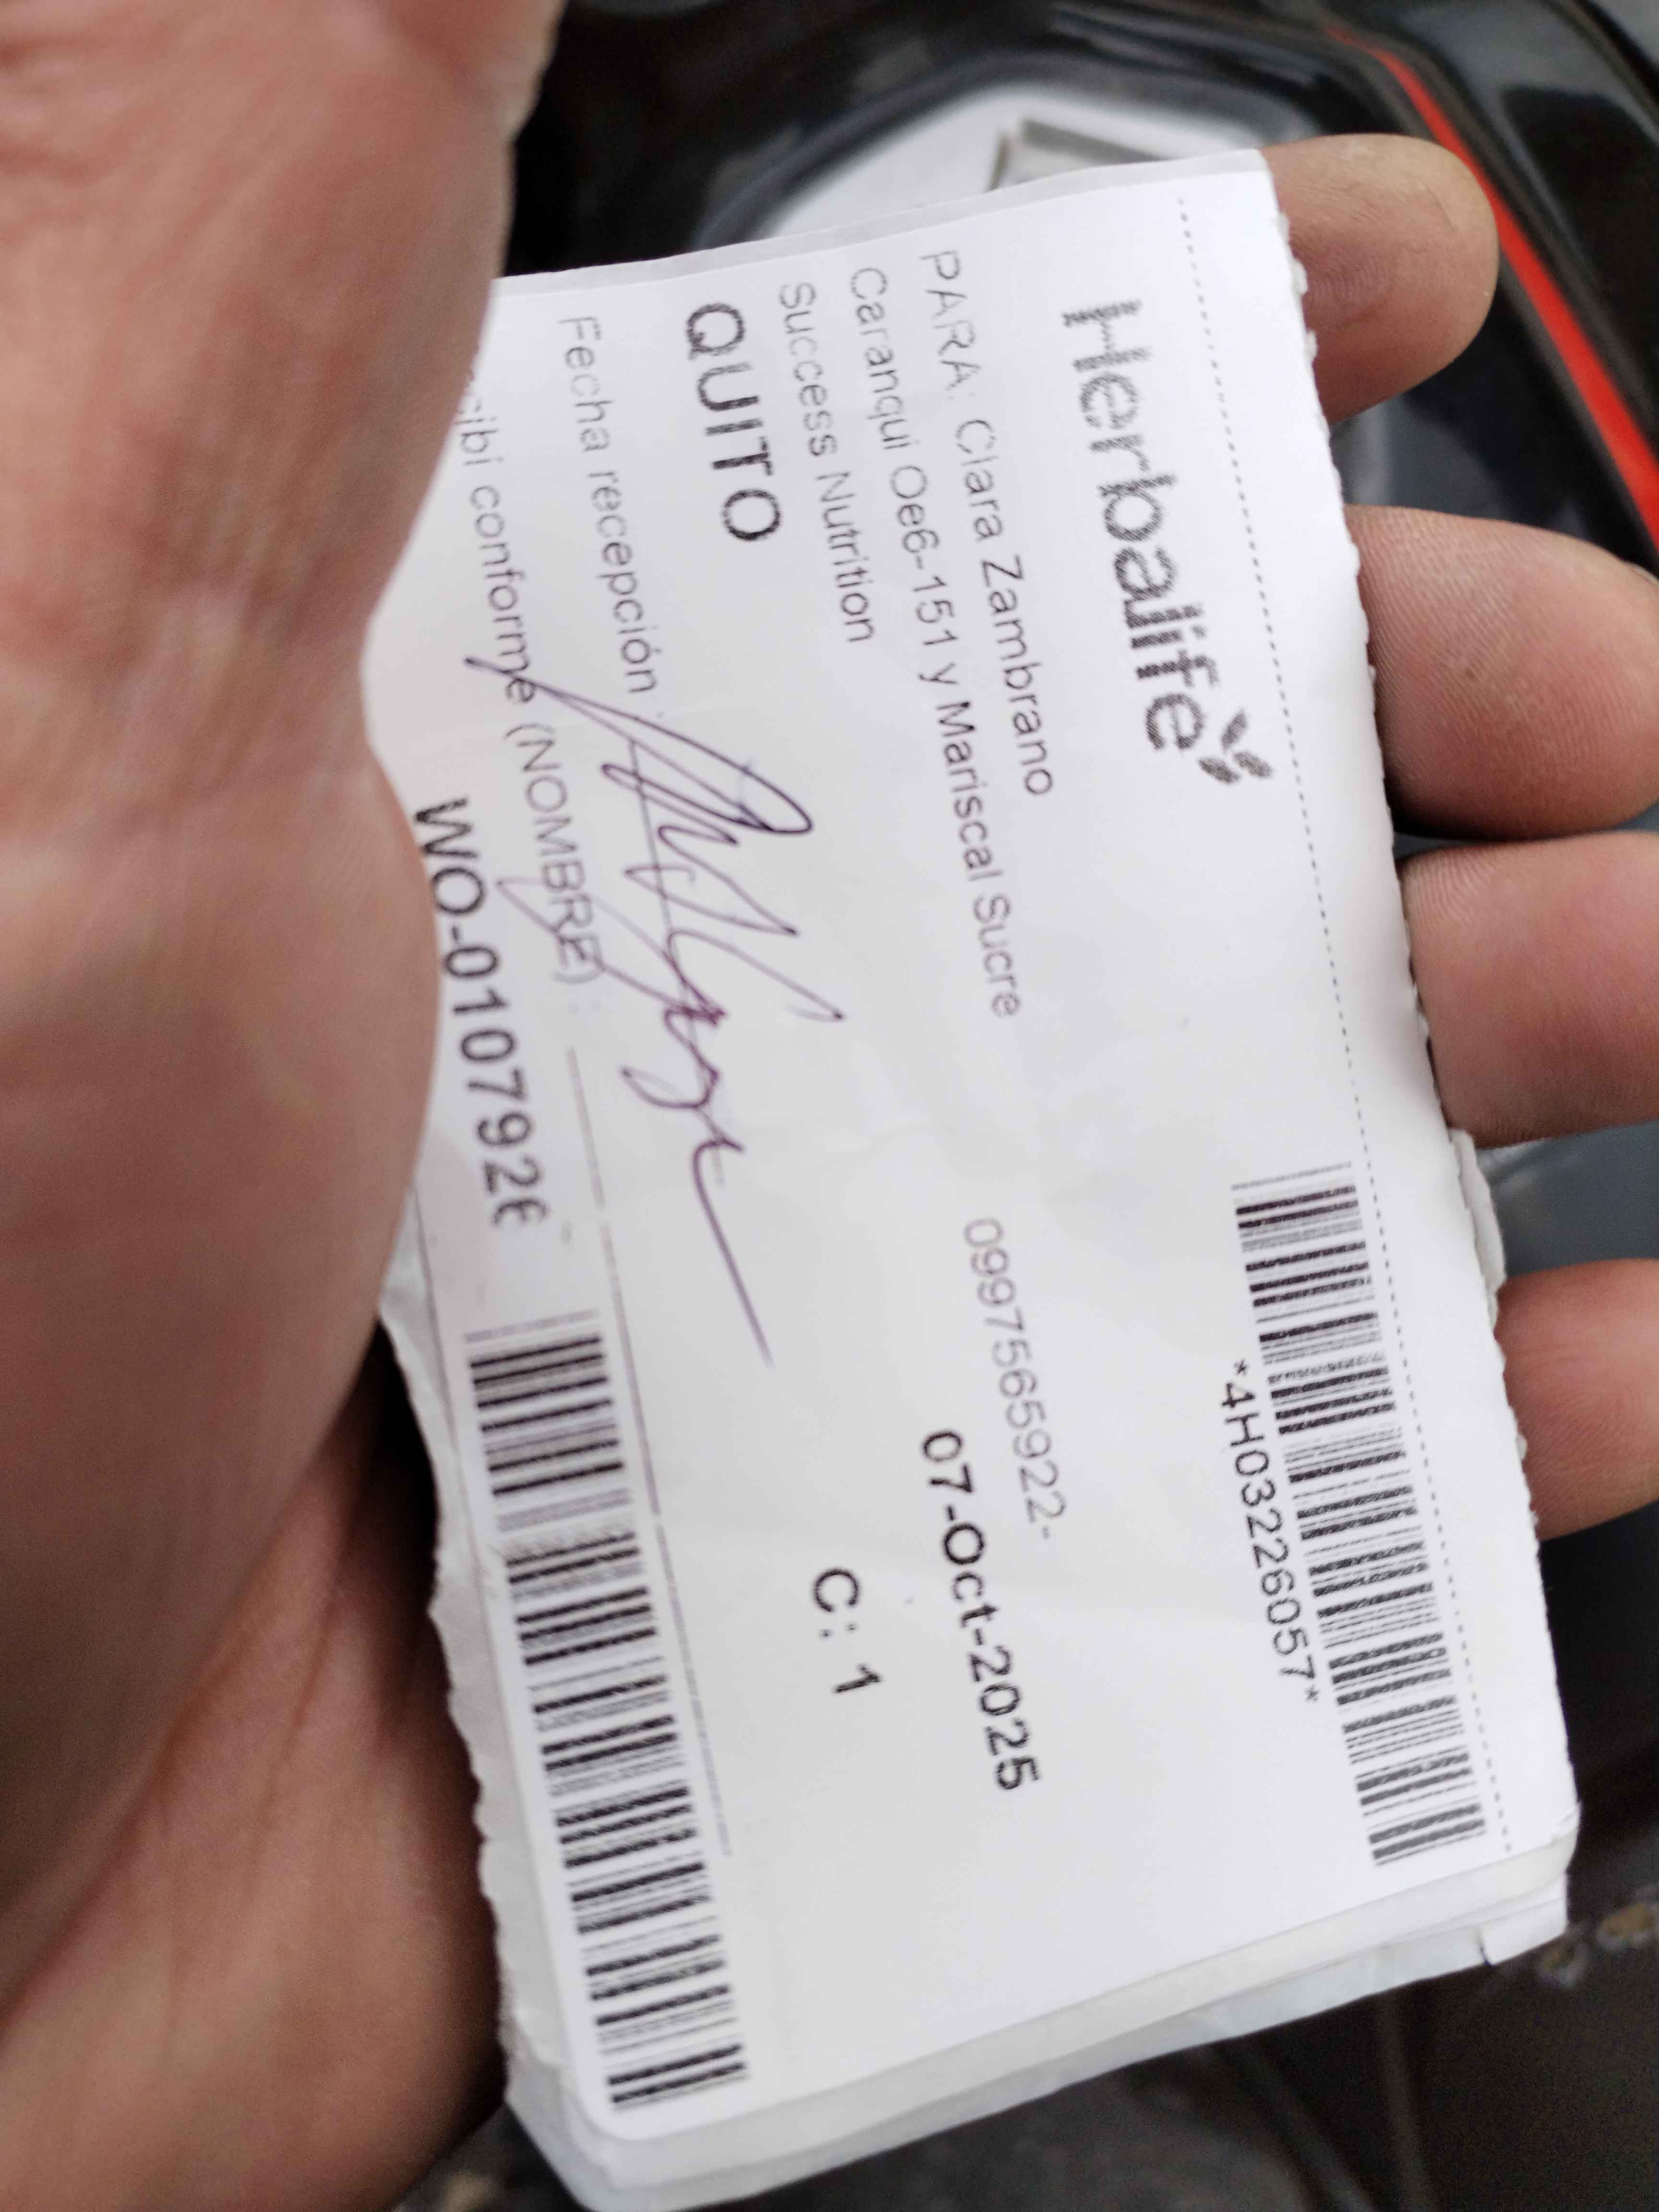 Herbalife
*4H03226057*
PARA: Clara Zambrano
0997565922-
Caranqui Oe6-151 y Mariscal Sucre
07-Oct-2025
Success Nutrition
QUITO
C: 1
Fecha recepción :
cibi conforme (NOMBRE) :
WO-0107926